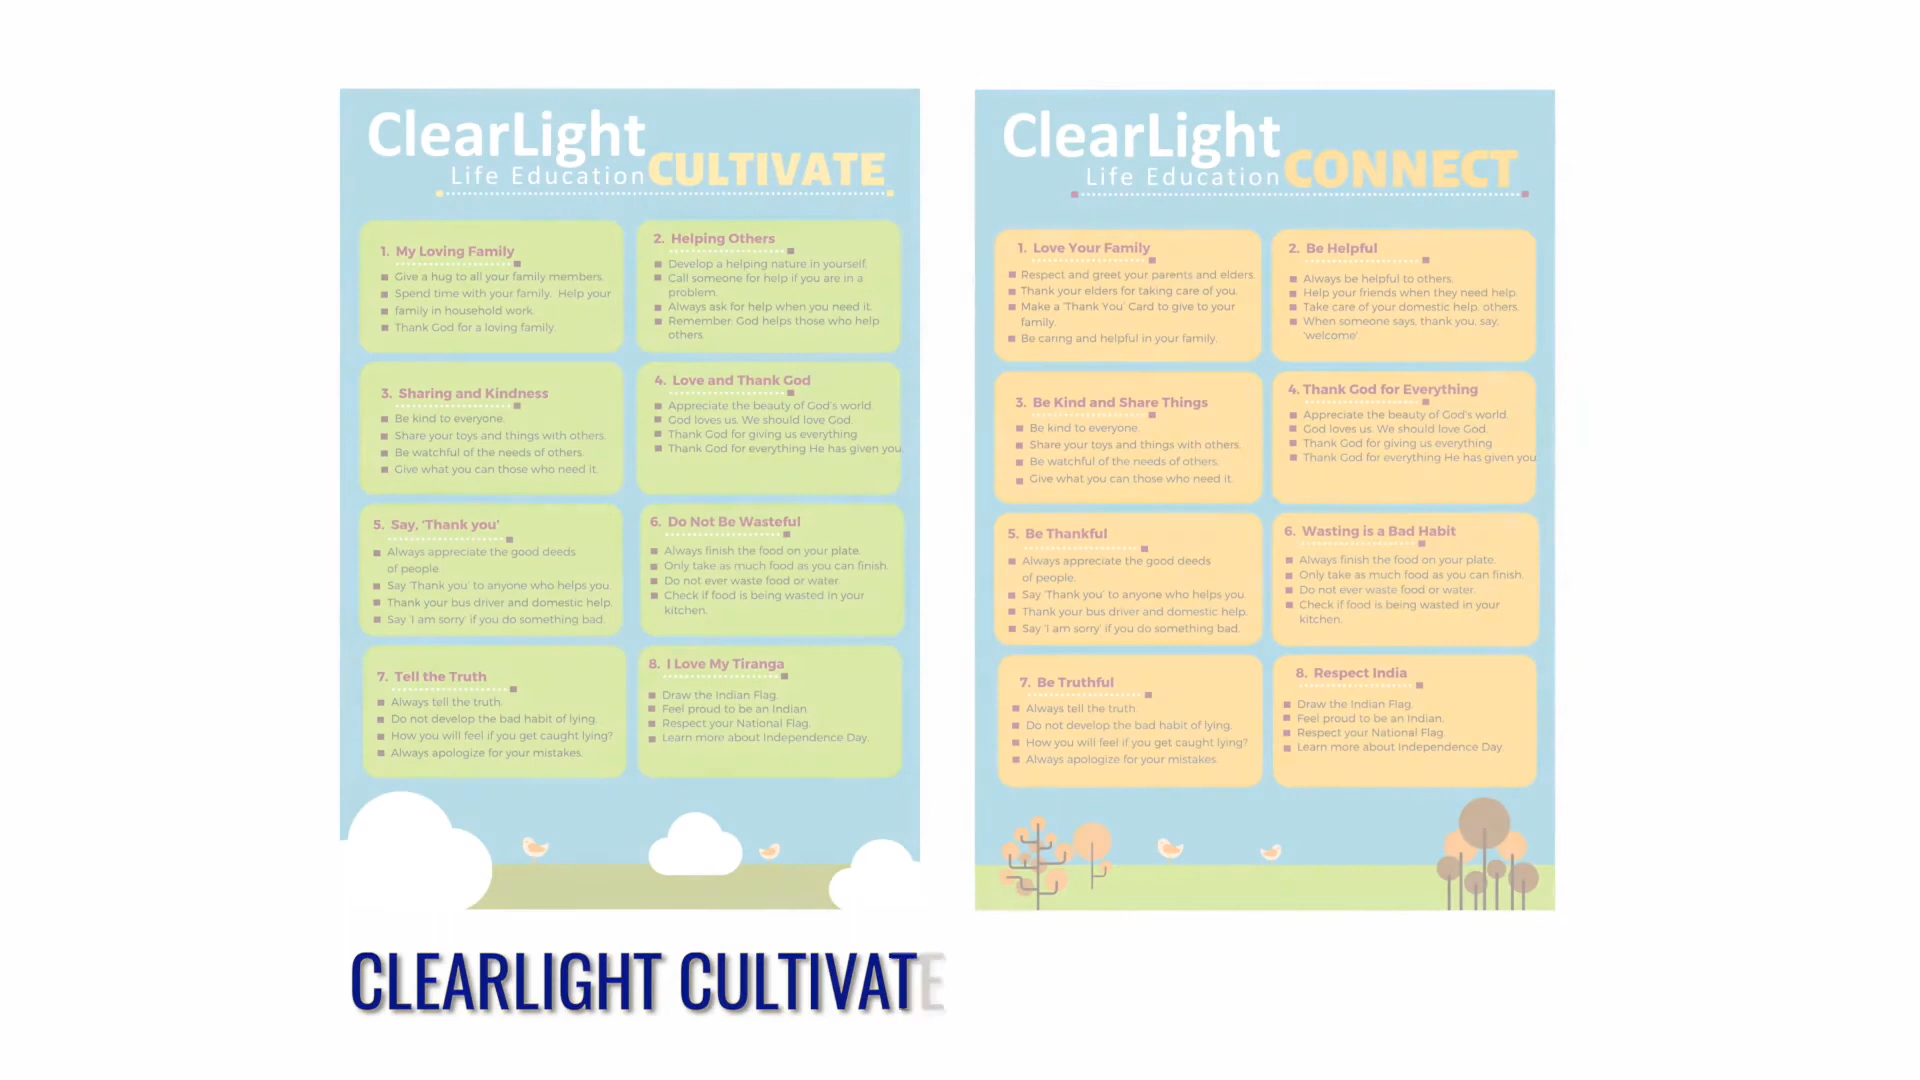 ClearLight
Life Education CULTIVATE
1. My Loving Family
Give a hug to all your family members.
Spend time with your family. Help your
family in household work.
Thank God for a loving family.
2. Helping Others
Develop a helping nature in yourself.
Call someone for help if you are in a
problem.
Always ask for help when you need it.
Remember: God helps those who help
others.
3. Sharing and Kindness
Be kind to everyone.
Share your toys and things with others.
Be watchful of the needs of others.
Give what you can those who need it.
4. Love and Thank God
Appreciate the beauty of God's world.
God loves us. We should love God.
Thank God for giving us everything
Thank God for everything He has given you.
5. Say, 'Thank you'
Always appreciate the good deeds
of people.
Say 'Thank you' to anyone who helps you.
Thank your bus driver and domestic help.
Say 'I am sorry' if you do something bad.
6. Do Not Be Wasteful
Always finish the food on your plate.
Only take as much food as you can finish.
Do not ever waste food or water.
Check if food is being wasted in your
kitchen.
7. Tell the Truth
Always tell the truth.
Do not develop the bad habit of lying.
How you will feel if you get caught lying?
Always apologize for your mistakes.
8. I Love My Tiranga
Draw the Indian Flag.
Feel proud to be an Indian.
Respect your National Flag.
Learn more about Independence Day.
ClearLight
Life Education CONNECT
1. Love Your Family
Respect and greet your parents and elders.
Thank your elders for taking care of you.
Make a 'Thank You' Card to give to your
family.
Be caring and helpful in your family.
2. Be Helpful
Always be helpful to others.
Help your friends when they need help.
Take care of your domestic help, others.
When someone says, thank you, say,
'welcome'.
3. Be Kind and Share Things
Be kind to everyone.
Share your toys and things with others.
Be watchful of the needs of others.
Give what you can those who need it.
4. Thank God for Everything
Appreciate the beauty of God's world.
God loves us. We should love God.
Thank God for giving us everything
Thank God for everything He has given you
5. Be Thankful
Always appreciate the good deeds
of people.
Say 'Thank you' to anyone who helps you.
Thank your bus driver and domestic help.
Say 'I am sorry' if you do something bad.
6. Wasting is a Bad Habit
Always finish the food on your plate.
Only take as much food as you can finish.
Do not ever waste food or water.
Check if food is being wasted in your
kitchen.
7. Be Truthful
Always tell the truth.
Do not develop the bad habit of lying.
How you will feel if you get caught lying?
Always apologize for your mistakes.
8. Respect India
Draw the Indian Flag.
Feel proud to be an Indian.
Respect your National Flag.
Learn more about Independence Day.
CLEARLIGHT CULTIVATE